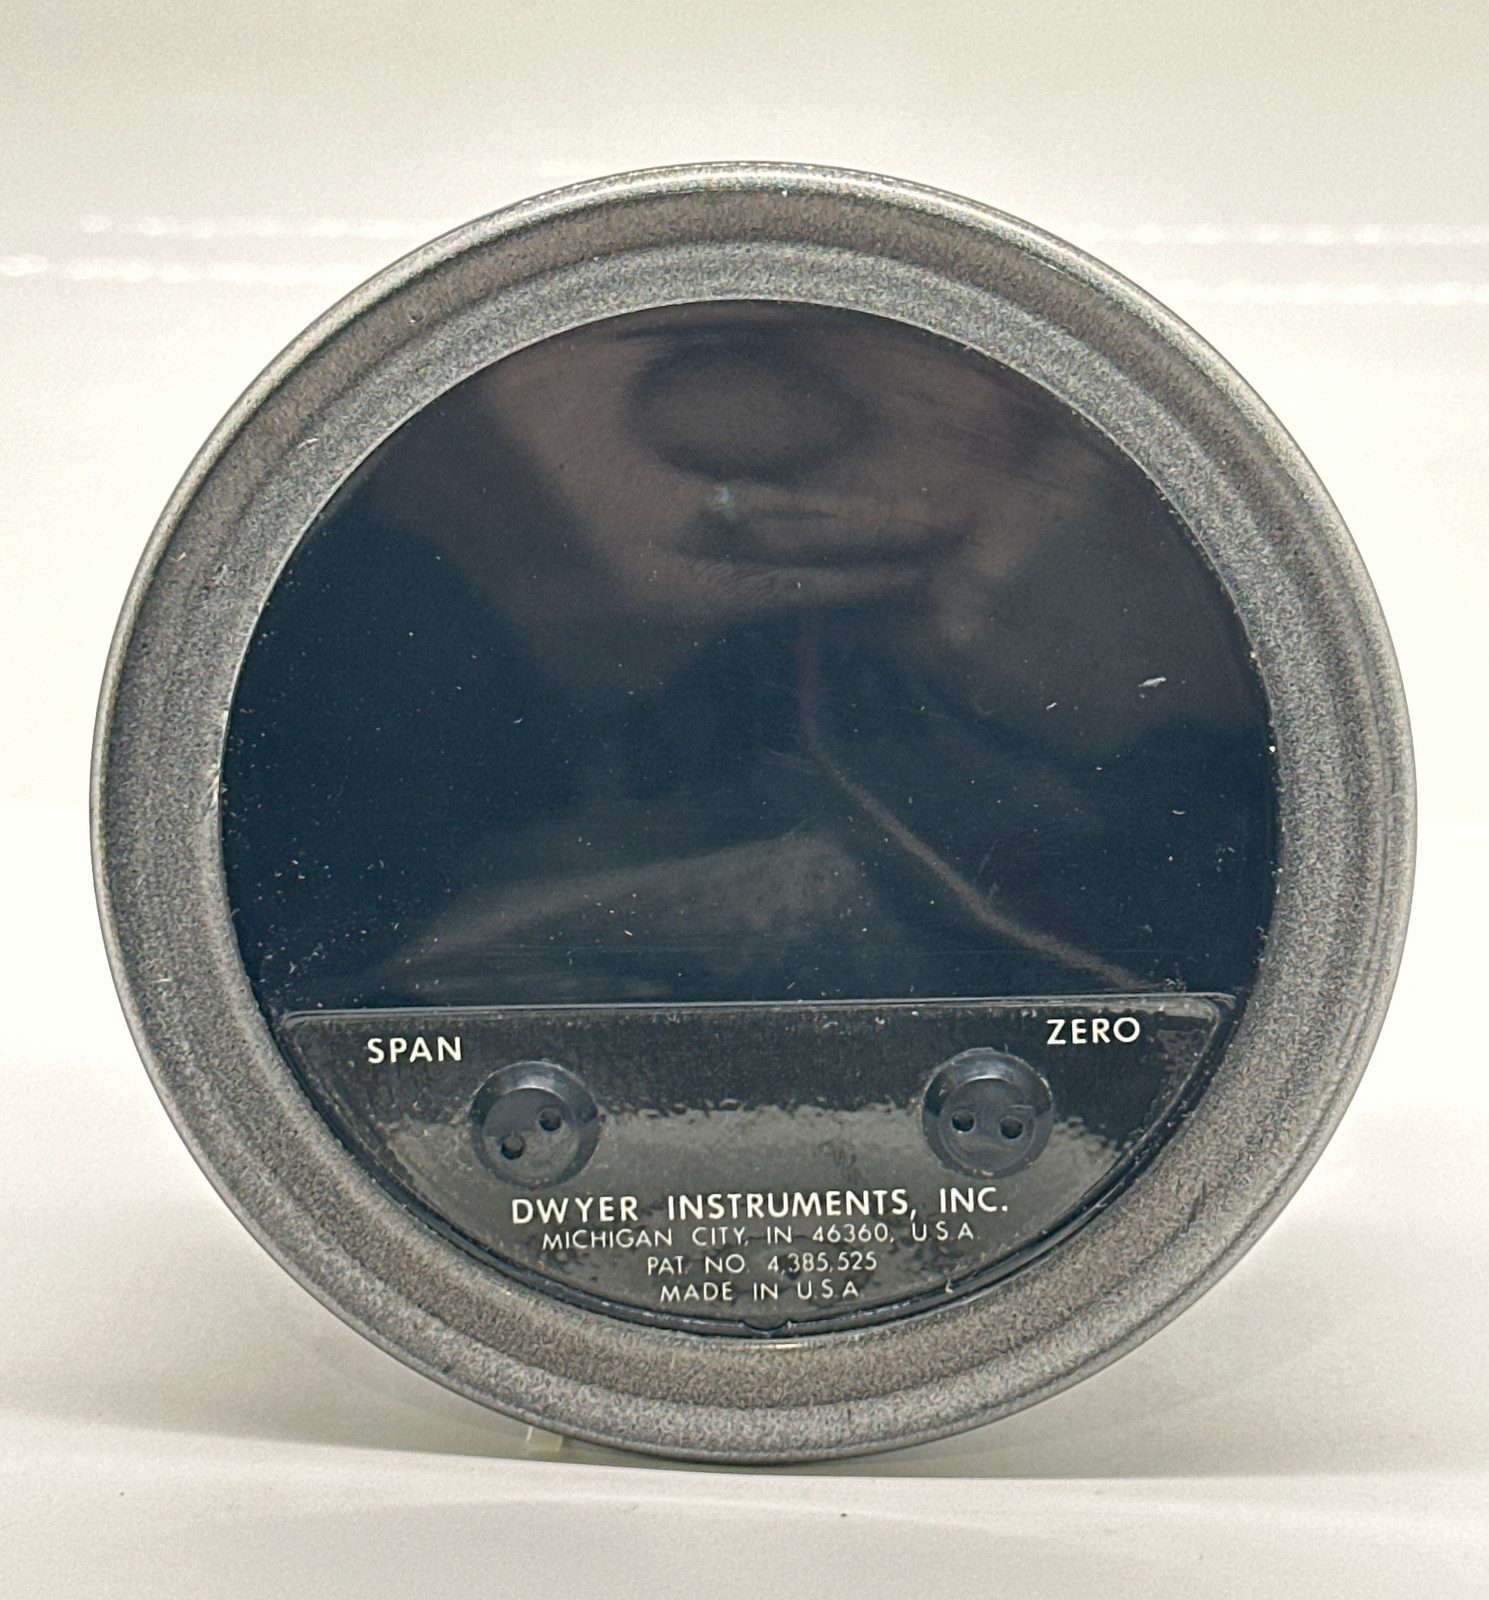 SPAN
ZERO
DWYER INSTRUMENTS, INC.
MICHIGAN CITY, IN 46360, U.S.A.
PAT. NO. 4,385,525
MADE IN U.S.A.